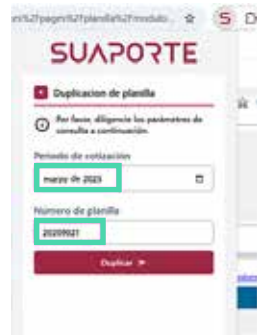 SUAPORTE
Duplicacion de planilla
Por favor, diligencie los parámetros de
consulta a continuación.
Periodo de cotización
marzo de 2025
Número de planilla
Duplicar